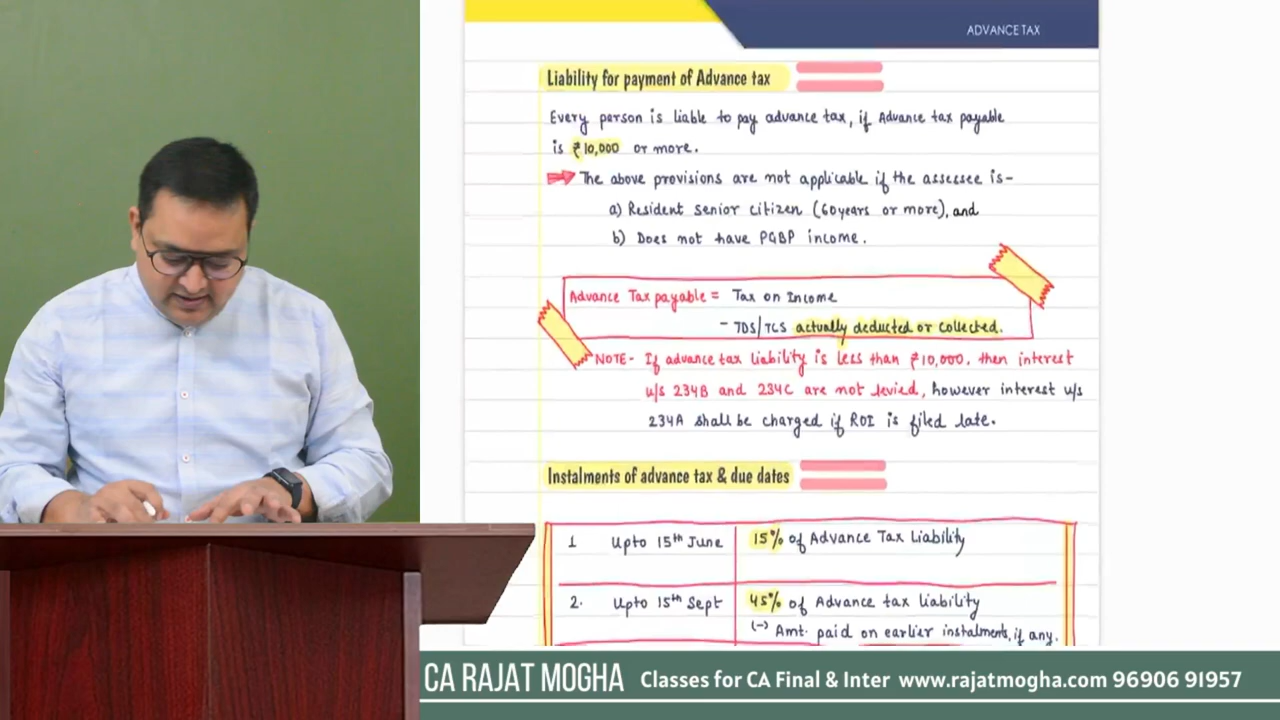 ADVANCE TAX
Liability for payment of Advance tax
Every person is liable to pay advance tax, if Advance tax payable
is ₹10,000 or more.
The above provisions are not applicable if the assessee is-
a) Resident senior citizen (60years or more), and
b) Does not have PGBP income.
Advance Tax payable = Tax on Income
- TDS/TCS actually deducted or collected.
NOTE- If advance tax liability is less than ₹10,000. then interest
u/s 234B and 234C are not levied, however interest u/s
234A shall be charged if ROI is filed late.
Instalments of advance tax & due dates
1 Upto 15th June 15% of Advance Tax Liability
2. Upto 15th Sept 45% of Advance tax liability
(-) Amt. paid on earlier instalments, if any.
CA RAJAT MOGHA Classes for CA Final & Inter www.rajatmogha.com 96906 91957